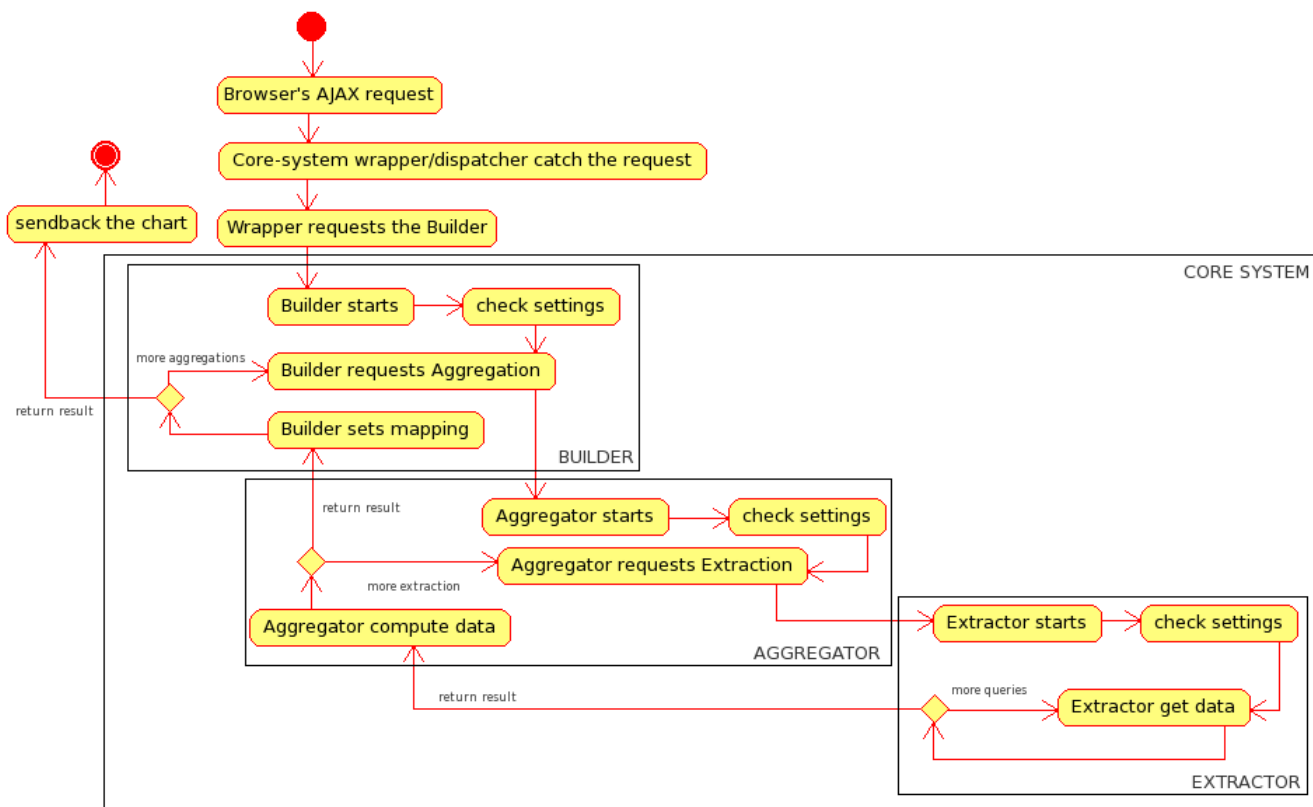 Browser's AJAX request
Core-system wrapper/dispatcher catch the request
sendback the chart
Wrapper requests the Builder
CORE SYSTEM
Builder starts
check settings
more aggregations
Builder requests Aggregation
return result
Builder sets mapping
BUILDER
return result
Aggregator starts
check settings
Aggregator requests Extraction
more extraction
Aggregator compute data
AGGREGATOR
Extractor starts
check settings
return result
more queries
Extractor get data
EXTRACTOR